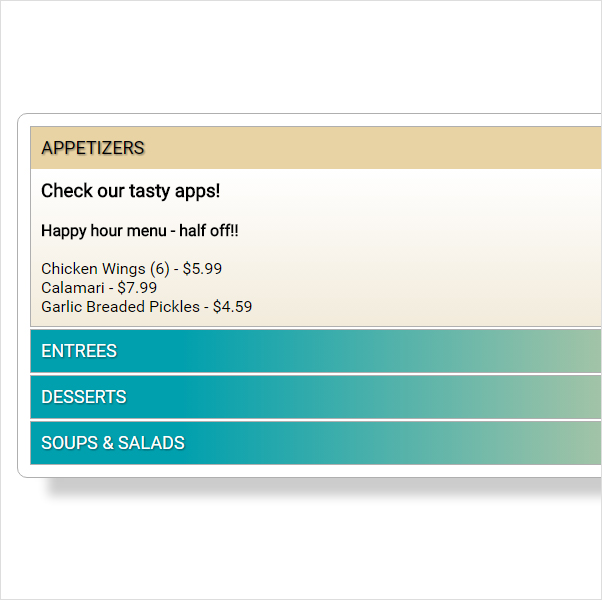 APPETIZERS
Check our tasty apps!
Happy hour menu - half off!!
Chicken Wings (6) - $5.99
Calamari - $7.99
Garlic Breaded Pickles - $4.59
ENTREES
DESSERTS
SOUPS & SALADS